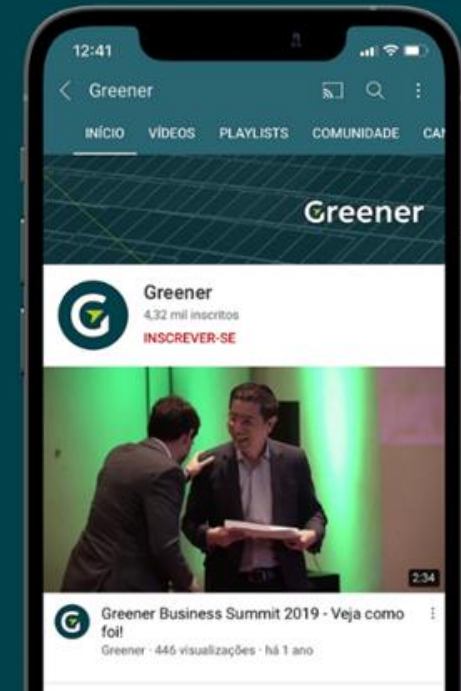 12:41
Greener
INÍCIO VÍDEOS PLAYLISTS COMUNIDADE CAN
Greener
Greener
4,32 mil inscritos
INSCREVER-SE
2:34
Greener Business Summit 2019 - Veja como
foi!
Greener · 446 visualizações · há 1 ano